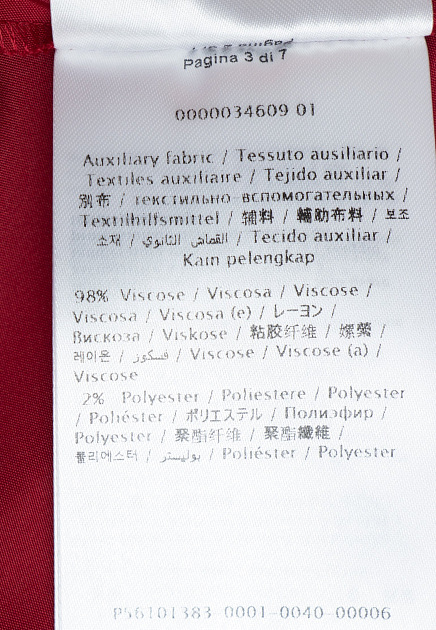 Pagina 3 di 7
0000034609 01
Auxiliary fabric / Tessuto ausiliario /
Textiles auxiliaire / Tejido auxiliar /
別布 / текстильно вспомогательных /
Textilhilfsmittel / 辅料 / 輔助布料 / 보조
소재 / القماش الثانوي / Tecido auxiliar /
Kain pelengkap
98% Viscose / Viscosa / Viscose /
Viscosa / Viscosa (e) / レーヨン /
Вискоза / Viskose / 粘胶纤维 / 嫘縈 /
레이온 / فسكوز / Viscose / Viscose (a) /
Viscose
2% Polyester / Poliestere / Polyester
/ Poliéster / ポリエステル / Полиэфир /
Polyester / 聚酯纤维 / 聚酯纖維 /
폴리에스터 / بوليستر / Poliéster / Polyester
P56101383 0001-0040-00006